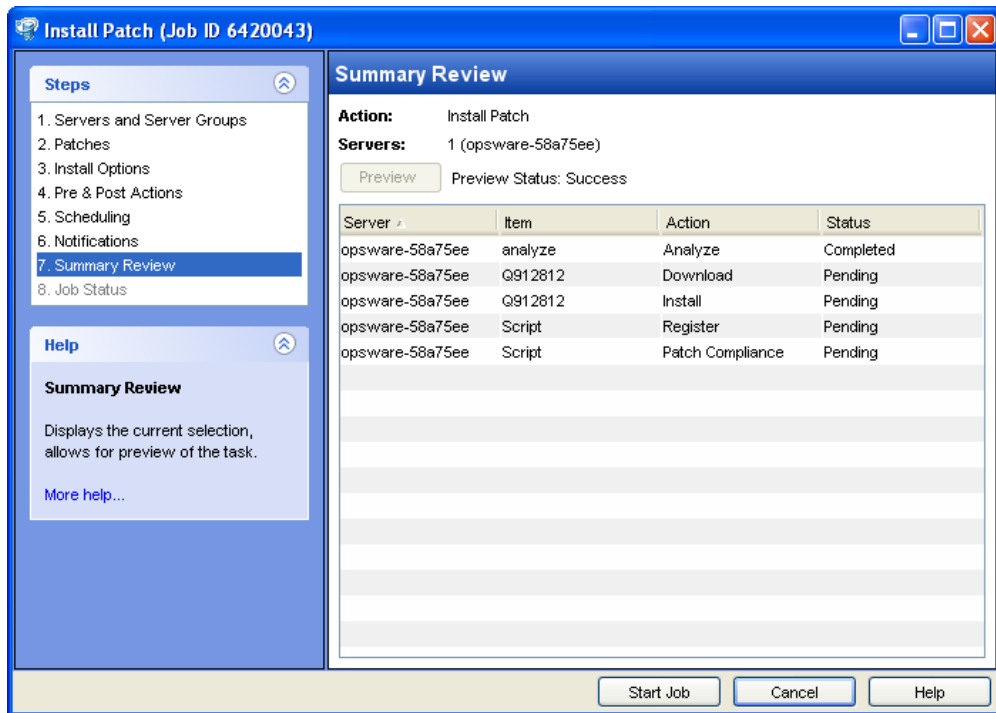 Install Patch (Job ID 6420043)
Steps
1. Servers and Server Groups
2. Patches
3. Install Options
4. Pre & Post Actions
5. Scheduling
6. Notifications
7. Summary Review
8. Job Status
Help
Summary Review
Displays the current selection,
allows for preview of the task.
More help...
Summary Review
Action: Install Patch
Servers: 1 (opsware-58a75ee)
Preview Preview Status: Success
Server Item Action Status
opsware-58a75ee analyze Analyze Completed
opsware-58a75ee Q912812 Download Pending
opsware-58a75ee Q912812 Install Pending
opsware-58a75ee Script Register Pending
opsware-58a75ee Script Patch Compliance Pending
Start Job Cancel Help